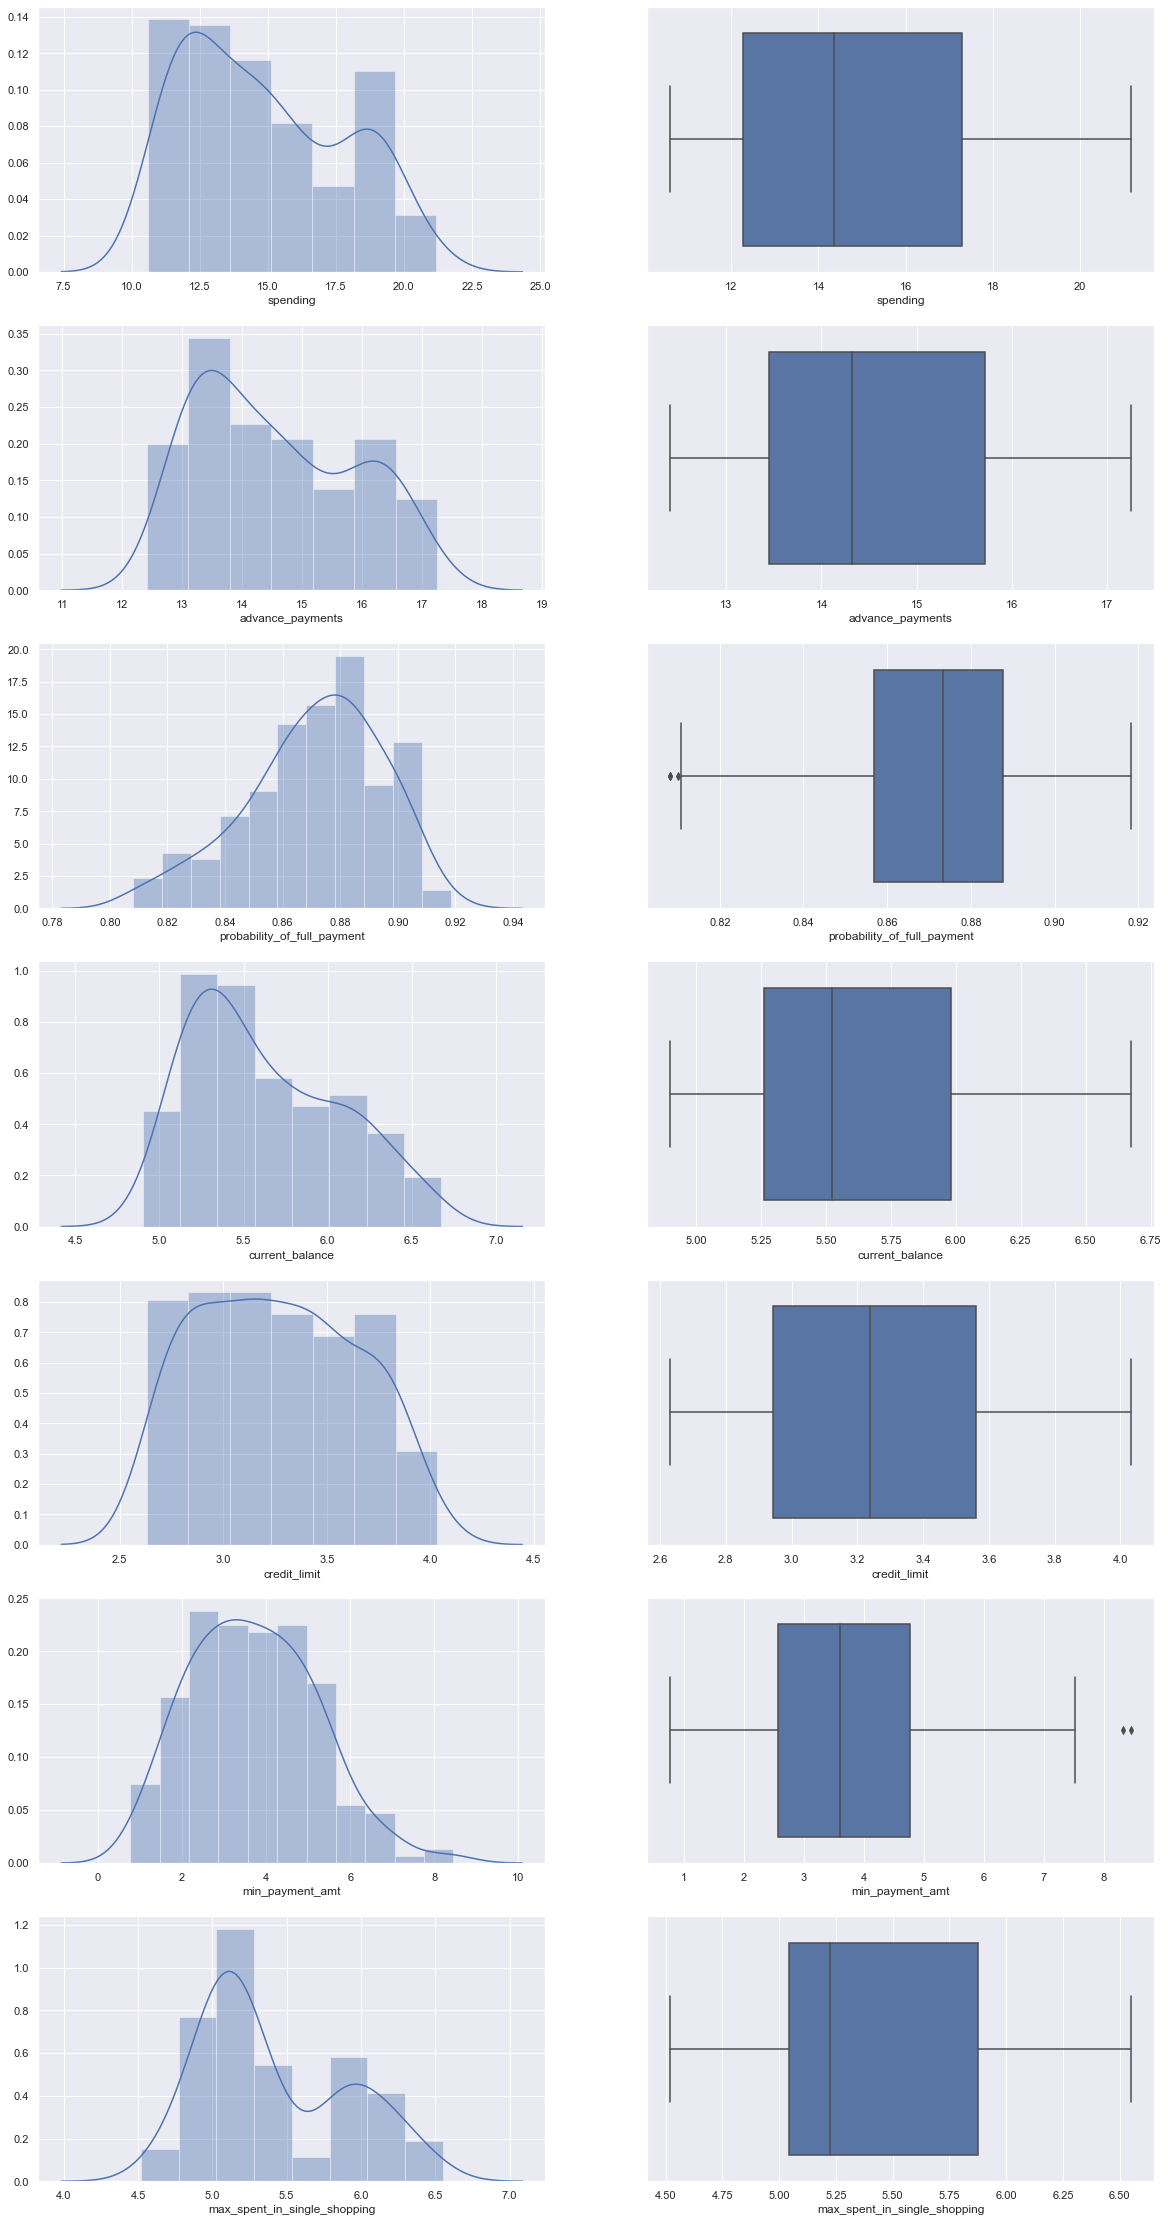 0.14
0.12
0.10
0.08
0.06
0.04
0.02
0.00
7.5 10.0 12.5 15.0 17.5 20.0 22.5 25.0
spending
12 14 16 18 20
spending
0.35
0.30
0.25
0.20
0.15
0.10
0.05
0.00
11 12 13 14 15 16 17 18 19
advance_payments
13 14 15 16 17
advance_payments
20.0
17.5
15.0
12.5
10.0
7.5
5.0
2.5
0.0
0.78 0.80 0.82 0.84 0.86 0.88 0.90 0.92 0.94
probability_of_full_payment
0.82 0.84 0.86 0.88 0.90 0.92
probability_of_full_payment
1.0
0.8
0.6
0.4
0.2
0.0
4.5 5.0 5.5 6.0 6.5 7.0
current_balance
5.00 5.25 5.50 5.75 6.00 6.25 6.50 6.75
current_balance
0.8
0.7
0.6
0.5
0.4
0.3
0.2
0.1
0.0
2.5 3.0 3.5 4.0 4.5
credit_limit
2.6 2.8 3.0 3.2 3.4 3.6 3.8 4.0
credit_limit
0.25
0.20
0.15
0.10
0.05
0.00
0 2 4 6 8 10
min_payment_amt
1 2 3 4 5 6 7 8
min_payment_amt
1.2
1.0
0.8
0.6
0.4
0.2
0.0
4.0 4.5 5.0 5.5 6.0 6.5 7.0
max_spent_in_single_shopping
4.50 4.75 5.00 5.25 5.50 5.75 6.00 6.25 6.50
max_spent_in_single_shopping